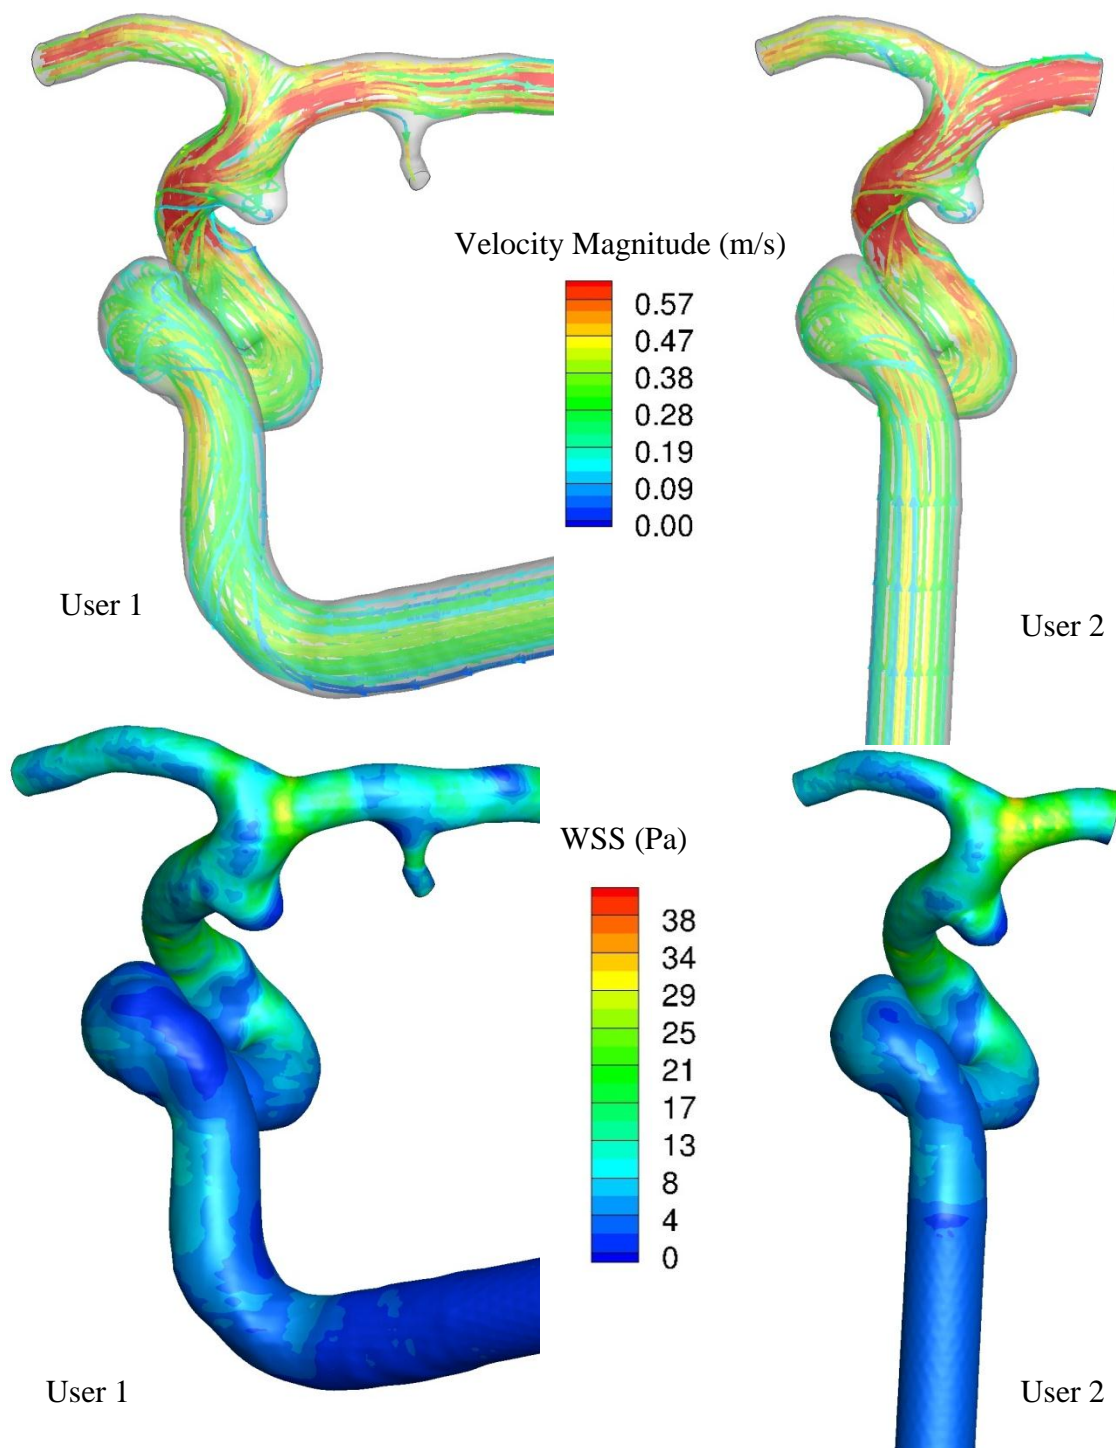 Velocity Magnitude (m/s)
0.57
0.47
0.38
0.28
0.19
0.09
0.00
User 1
User 2
WSS (Pa)
38
34
29
25
21
17
13
8
4
0
User 1
User 2